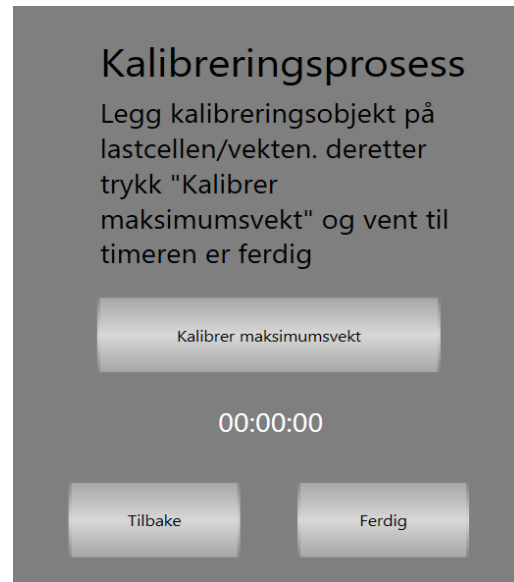 Kalibreringsprosess
Legg kalibreringsobjekt på
lastcellen/vekten. deretter
trykk "Kalibrer
maksimumsvekt" og vent til
timeren er ferdig
Kalibrer maksimumsvekt
00:00:00
Tilbake
Ferdig